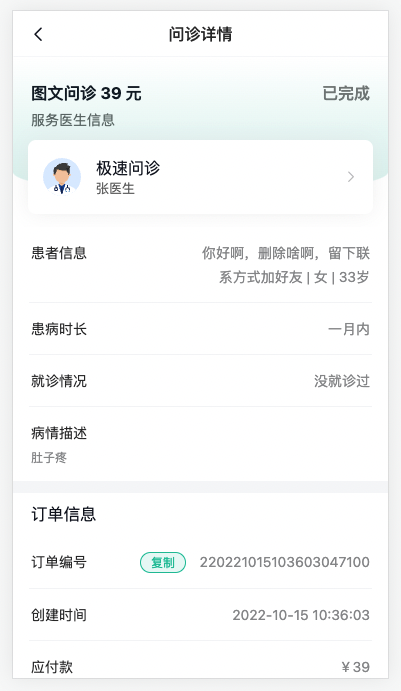 问诊详情
图文问诊 39 元
已完成
服务医生信息
极速问诊
张医生
患者信息
你好啊，删除啥啊，留下联
系方式加好友 | 女 | 33岁
患病时长
一月内
就诊情况
没就诊过
病情描述
肚子疼
订单信息
订单编号
复制
220221015103603047100
创建时间
2022-10-15 10:36:03
应付款
￥39